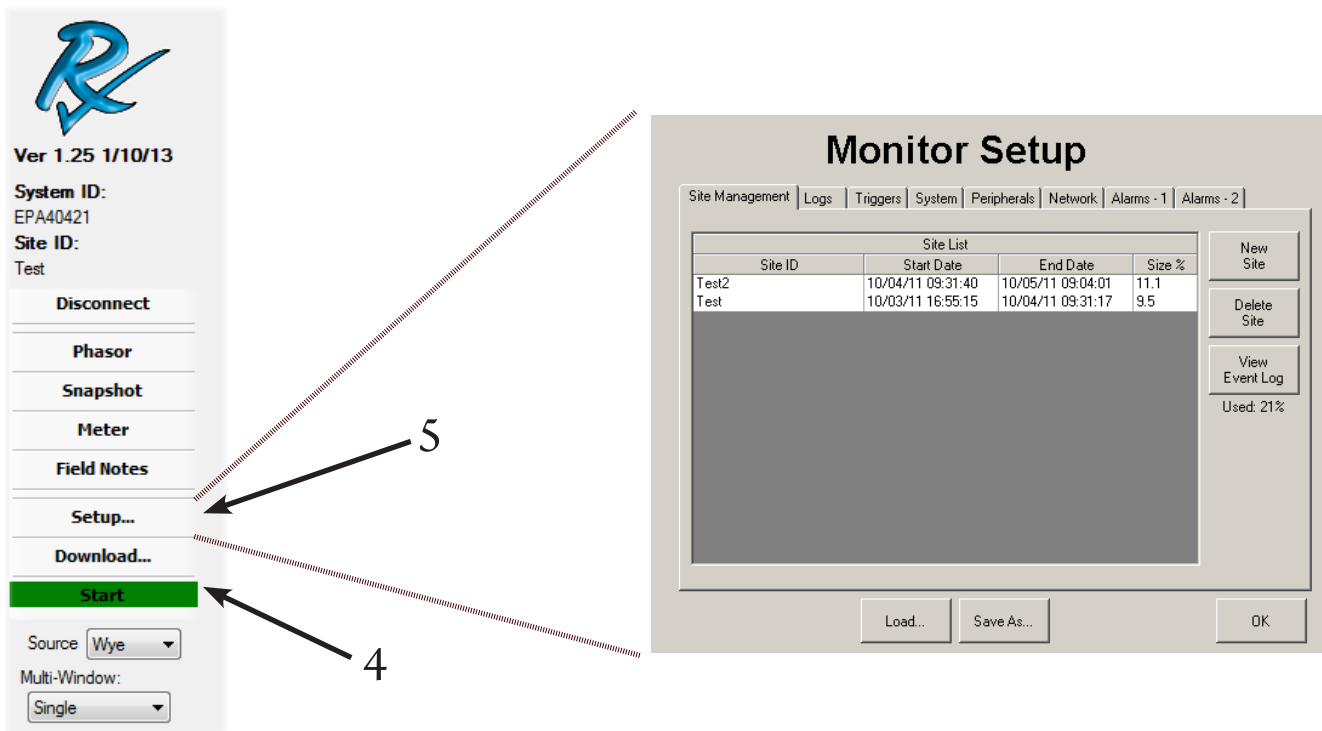 Rx
Ver 1.25 1/10/13
System ID:
EPA40421
Site ID:
Test
Disconnect
Phasor
Snapshot
Meter
Field Notes
Setup...
Download...
Start
Source Wye
Multi-Window:
Single
5
4
Monitor Setup
Site Management Logs Triggers System Peripherals Network Alarms - 1 Alarms - 2
Site List
Site ID Start Date End Date Size %
Test2 10/04/11 09:31:40 10/05/11 09:04:01 11.1
Test 10/03/11 16:55:15 10/04/11 09:31:17 9.5
New
Site
Delete
Site
View
Event Log
Used: 21%
Load... Save As... OK